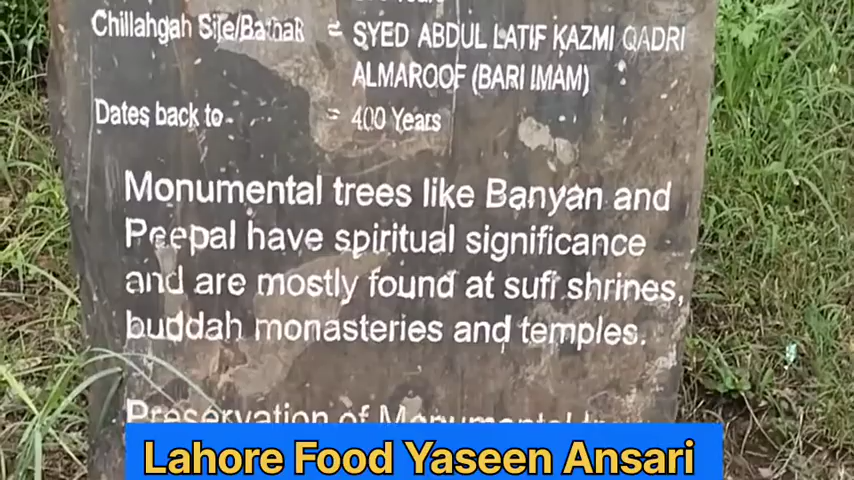 Chillahgah Site/Bathak = SYED ABDUL LATIF KAZMI QADRI
ALMAROOF (BARI IMAM)
Dates back to = 400 Years
Monumental trees like Banyan and
Peepal have spiritual significance
and are mostly found at sufi shrines,
buddah monasteries and temples.
Preservation of Monumental
Lahore Food Yaseen Ansari